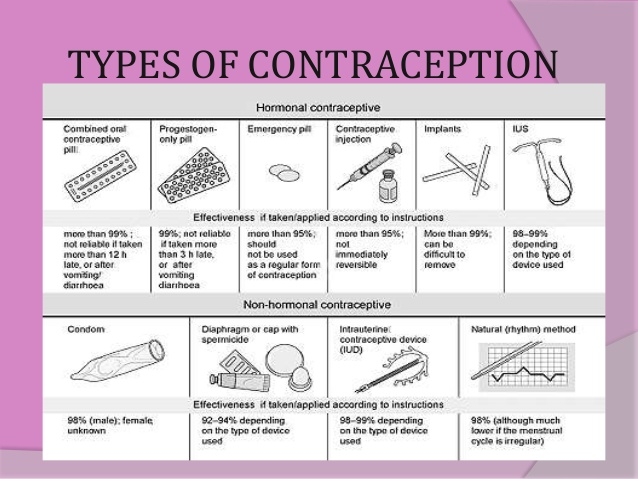 TYPES OF CONTRACEPTION
Hormonal contraceptive
Combined oral
contraceptive
pill:
Progestogen-
only pill
Emergency pill
Contraceptive
injection
Implants
IUS
Effectiveness if taken/applied according to instructions
more than 99% ;
not reliable if taken
more than 12 h
late, or after
vomiting/
diarrhoea
99%; not reliable
if taken more
than 3 h late,
or after
vomiting
diarrhoea
more than 95%;
should
not be used
as a regular form
of contraception
more than 95%;
not
immediately
reversible
More than 99%;
can be
difficult to
remove
98–99%
depending
on the type of
device used
Non-hormonal contraceptive
Condom
Diaphragm or cap with
spermicide
Intrauterine:
contraceptive device
(IUD)
Natural (rhythm) method
Effectiveness if taken/applied according to instructions
98% (male); female,
unknown
92–94% depending
on the type of device
used
98–99% depending
on the type of device
used
98% (although much
lower if the menstrual
cycle is irregular)